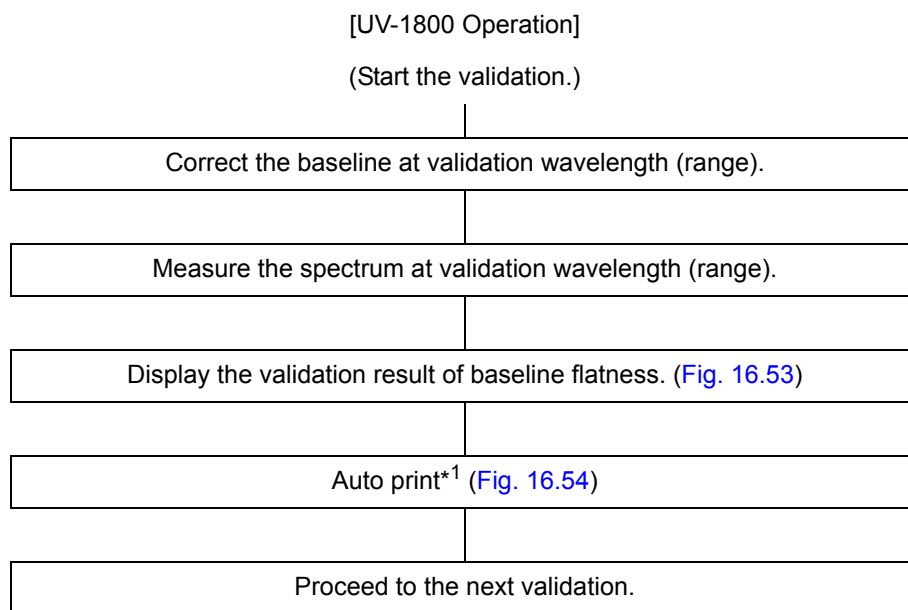 [UV-1800 Operation]
(Start the validation.)
Correct the baseline at validation wavelength (range).
Measure the spectrum at validation wavelength (range).
Display the validation result of baseline flatness. (Fig. 16.53)
Auto print*1 (Fig. 16.54)
Proceed to the next validation.